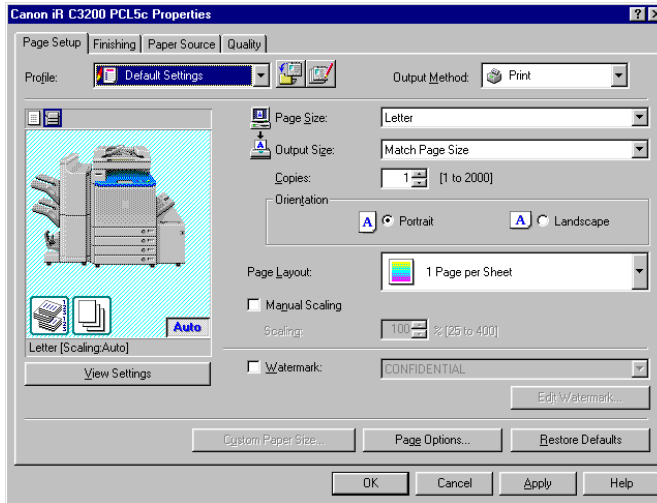 Canon iR C3200 PCL5c Properties
Page Setup Finishing Paper Source Quality
Profile: Default Settings Output Method: Print
Page Size: Letter
Output Size: Match Page Size
Copies: 1 [1 to 2000]
Orientation
A Portrait A Landscape
Page Layout: 1 Page per Sheet
Manual Scaling
Scaling: 100 % [25 to 400]
Auto
Letter [Scaling:Auto]
View Settings
Watermark: CONFIDENTIAL
Edit Watermark...
Custom Paper Size... Page Options... Restore Defaults
OK Cancel Apply Help